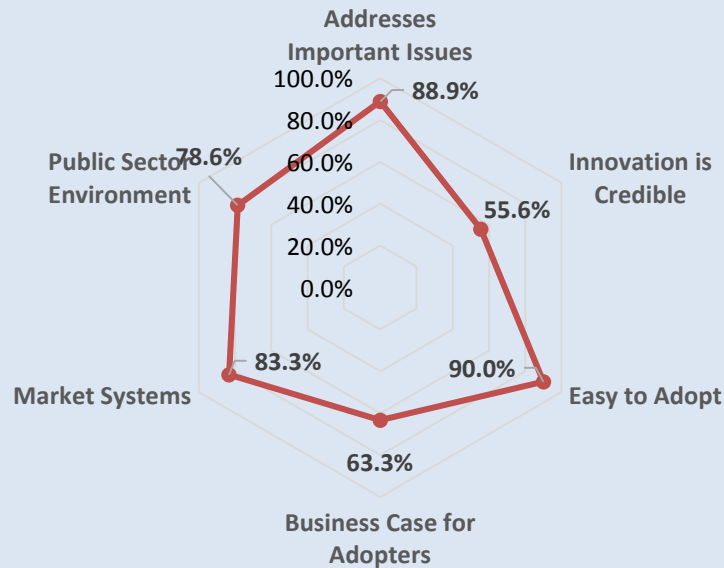 Addresses
Important Issues
100.0%
88.9%
80.0%
78.6%
Public Sector
Environment
60.0%
Innovation is
Credible
40.0%
55.6%
20.0%
0.0%
83.3%
90.0%
Market Systems
Easy to Adopt
63.3%
Business Case for
Adopters